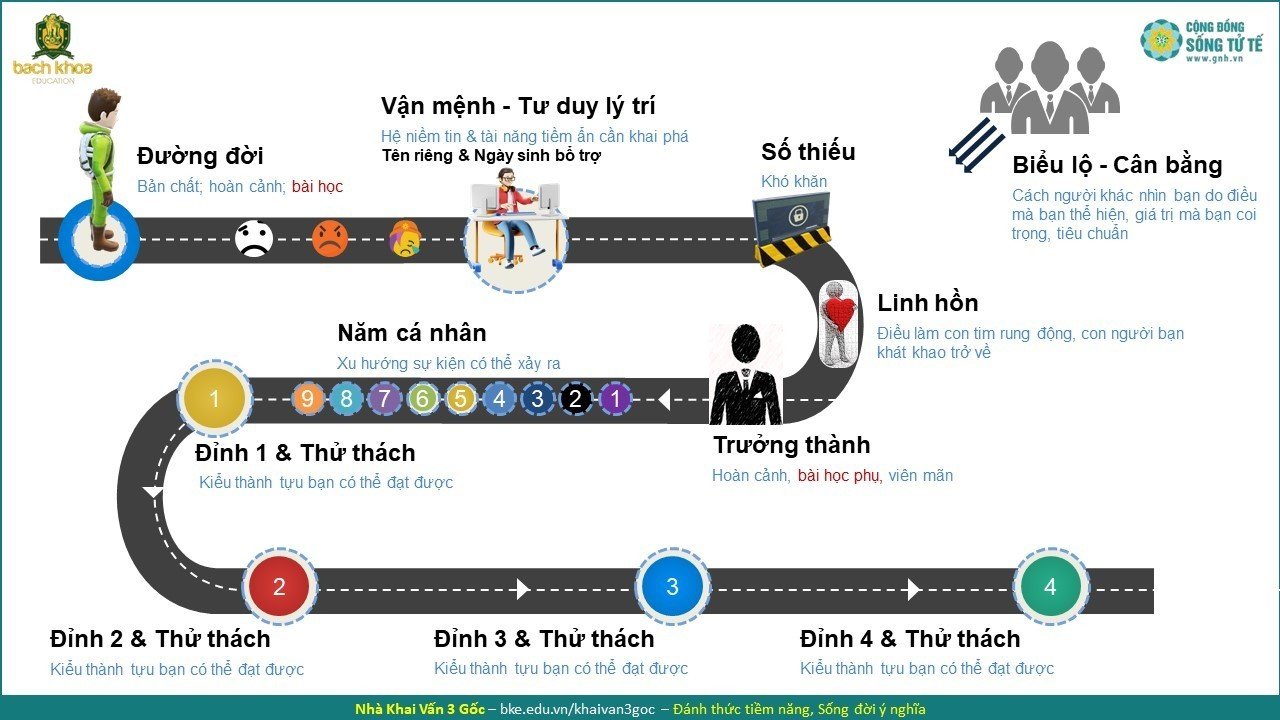 bach khoa
EDUCATION
CỘNG ĐỒNG
SỐNG TỬ TẾ
www.gnh.vn
Vận mệnh - Tư duy lý trí
Hệ niềm tin & tài năng tiềm ẩn cần khai phá
Tên riêng & Ngày sinh bổ trợ
Đường đời
Bản chất; hoàn cảnh; bài học
Số thiếu
Khó khăn
Biểu lộ - Cân bằng
Cách người khác nhìn bạn do điều
mà bạn thể hiện, giá trị mà bạn coi
trọng, tiêu chuẩn
Linh hồn
Điều làm con tim rung động, con người bạn
khát khao trở về
Năm cá nhân
Xu hướng sự kiện có thể xảy ra
1
9 8 7 6 5 4 3 2 1
Trưởng thành
Hoàn cảnh, bài học phụ, viên mãn
Đỉnh 1 & Thử thách
Kiểu thành tựu bạn có thể đạt được
2
3
4
Đỉnh 2 & Thử thách
Kiểu thành tựu bạn có thể đạt được
Đỉnh 3 & Thử thách
Kiểu thành tựu bạn có thể đạt được
Đỉnh 4 & Thử thách
Kiểu thành tựu bạn có thể đạt được
Nhà Khai Vấn 3 Gốc – bke.edu.vn/khaivan3goc – Đánh thức tiềm năng, Sống đời ý nghĩa